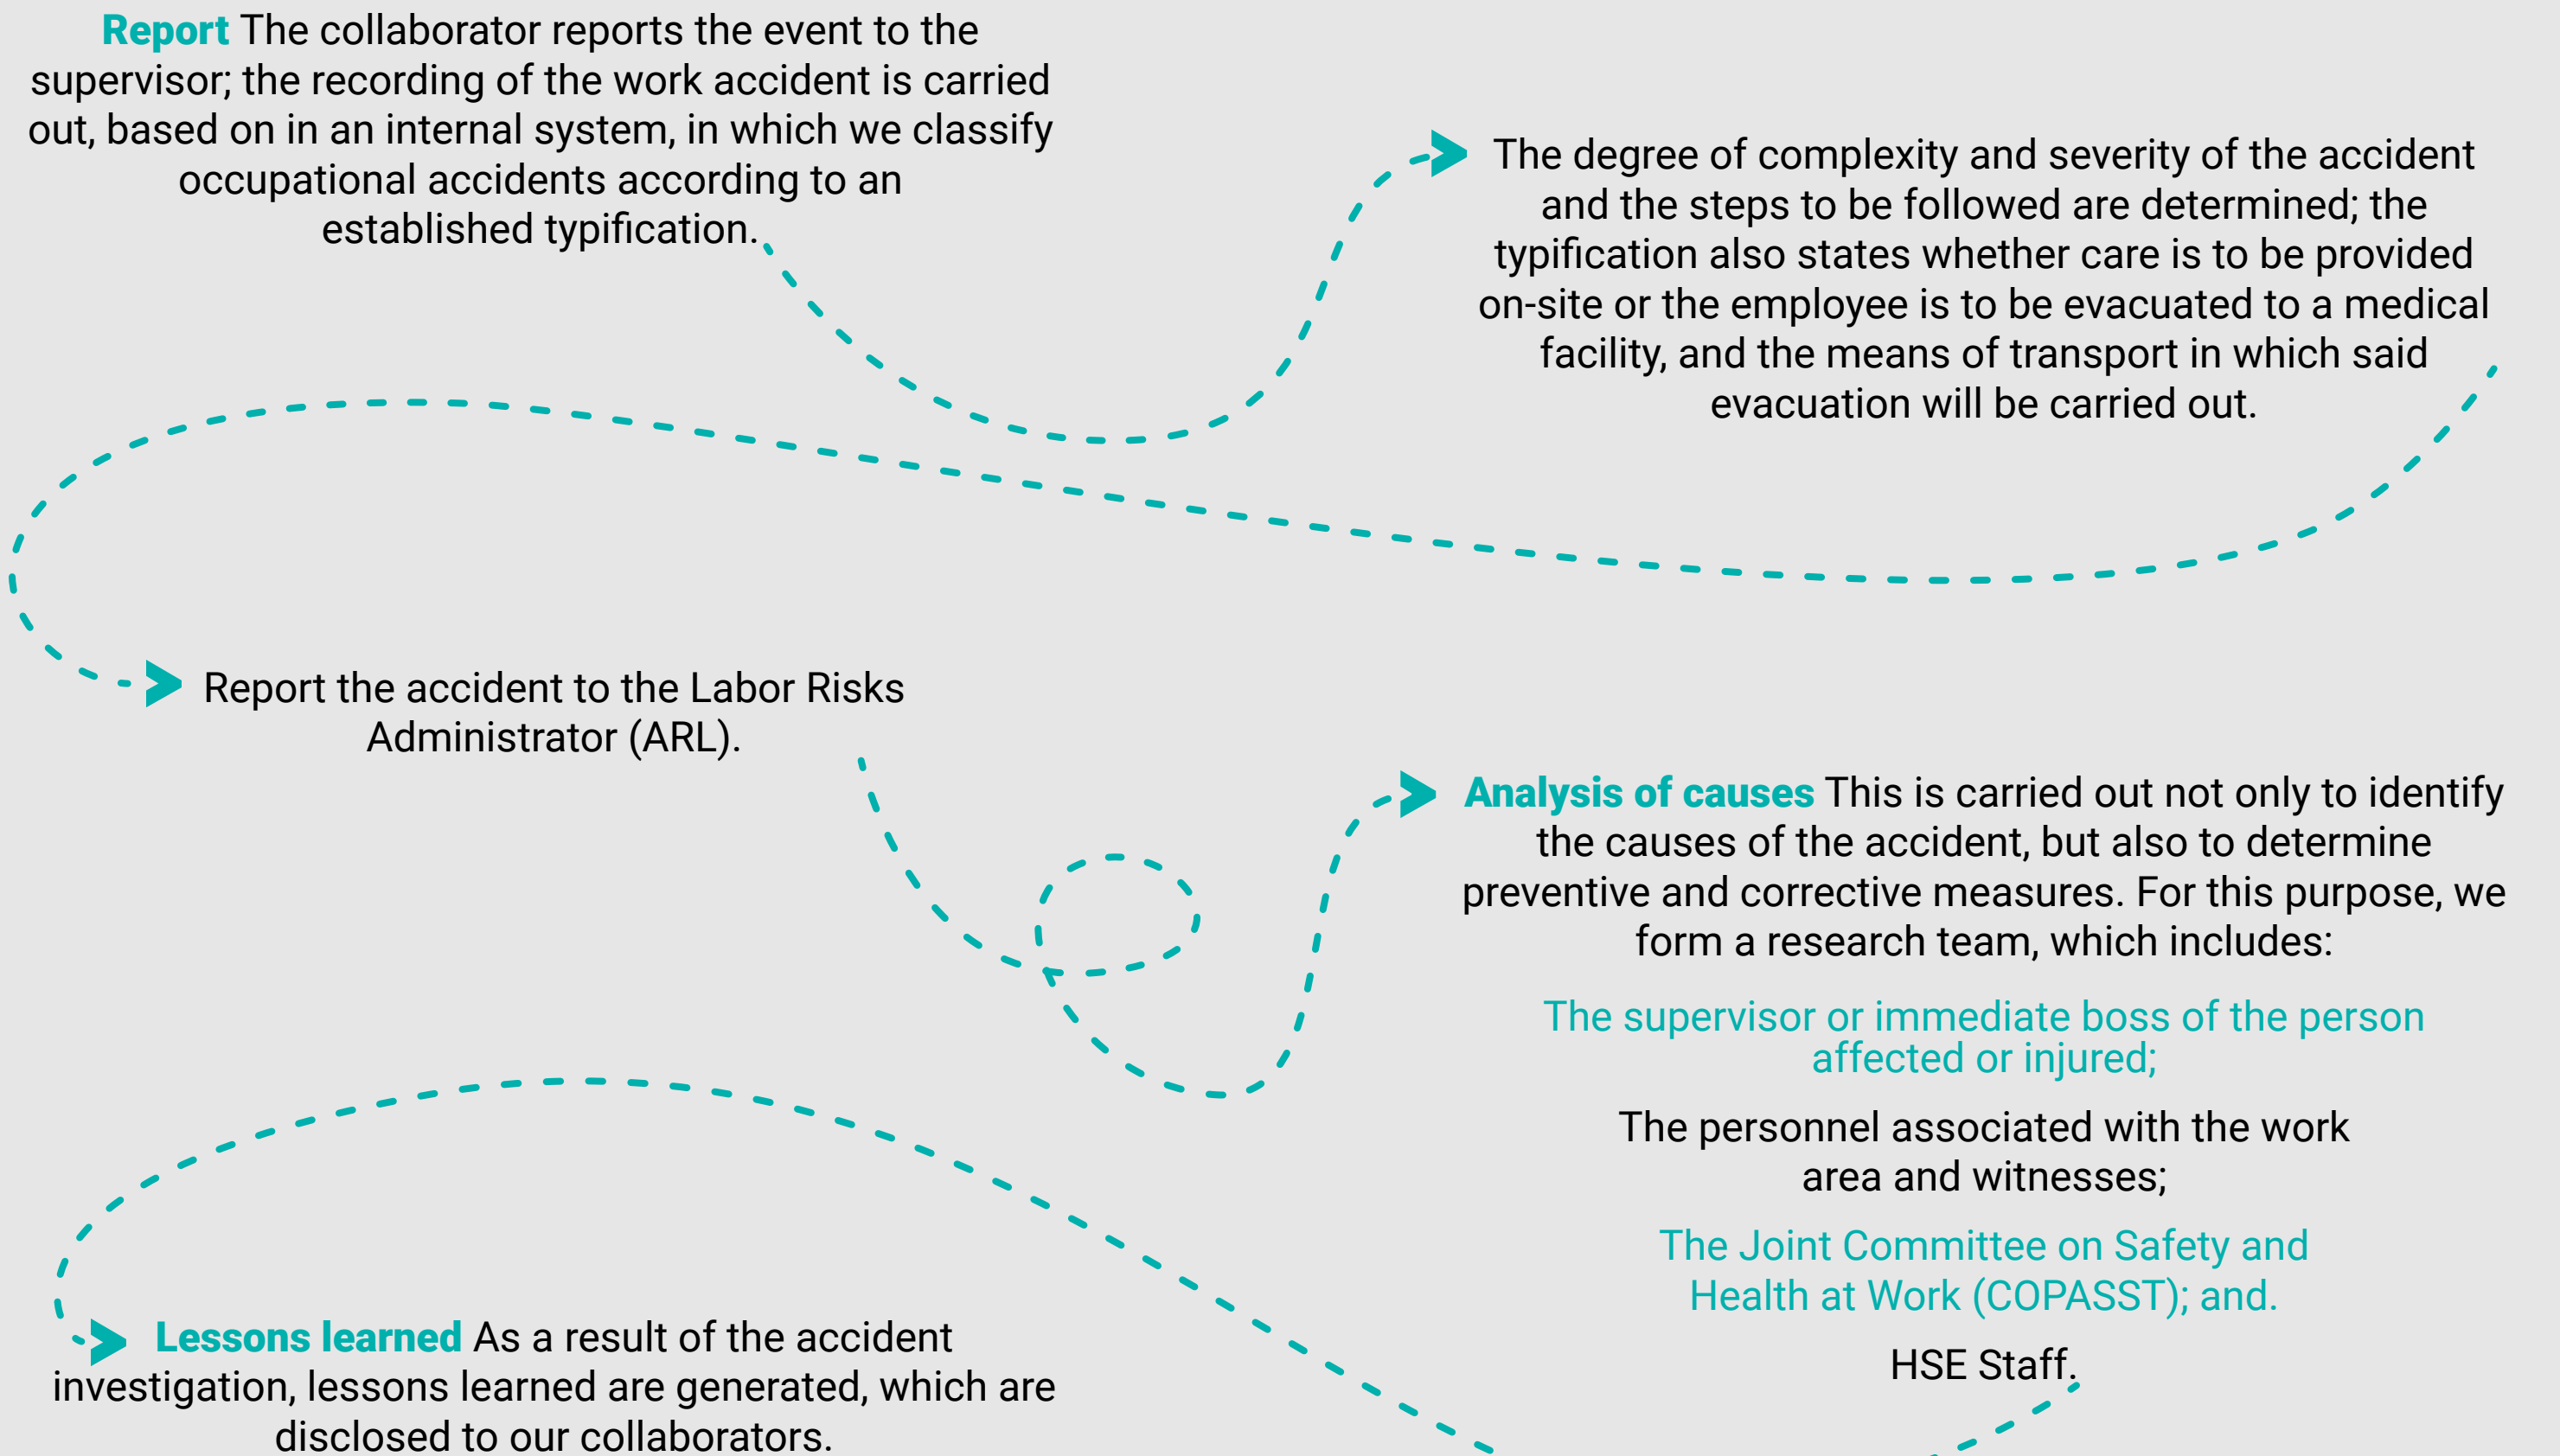 Report The collaborator reports the event to the
supervisor; the recording of the work accident is carried
out, based on in an internal system, in which we classify
occupational accidents according to an
established typification.
The degree of complexity and severity of the accident
and the steps to be followed are determined; the
typification also states whether care is to be provided
on-site or the employee is to be evacuated to a medical
facility, and the means of transport in which said
evacuation will be carried out.
Report the accident to the Labor Risks
Administrator (ARL).
Analysis of causes This is carried out not only to identify
the causes of the accident, but also to determine
preventive and corrective measures. For this purpose, we
form a research team, which includes:
The supervisor or immediate boss of the person
affected or injured;
The personnel associated with the work
area and witnesses;
The Joint Committee on Safety and
Health at Work (COPASST); and.
HSE Staff.
Lessons learned As a result of the accident
investigation, lessons learned are generated, which are
disclosed to our collaborators.